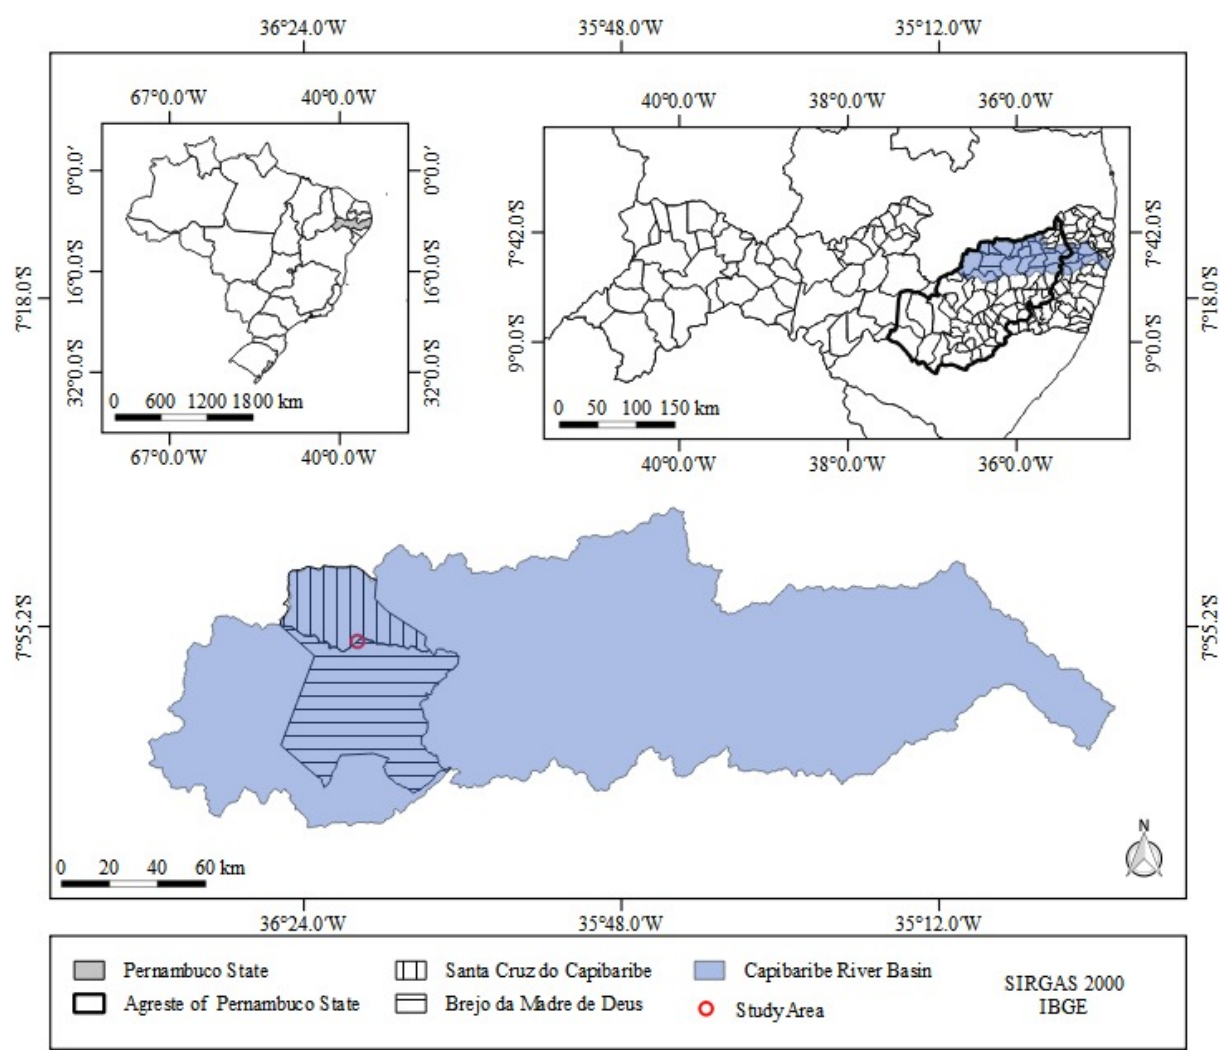 36°24.0'W 35°48.0'W 35°12.0'W
67°0.0'W 40°0.0'W
40°0.0'W 38°0.0'W 36°0.0'W
0°0.0' 0°0.0'
7°42.0'S 7°42.0'S
16°0.0'S 16°0.0'S
7°18.0'S 7°18.0'S
9°0.0'S 9°0.0'S
32°0.0'S 32°0.0'S
0 600 1200 1800 km
0 50 100 150 km
67°0.0'W 40°0.0'W
40°0.0'W 38°0.0'W 36°0.0'W
7°55.2'S 7°55.2'S
N
0 20 40 60 km
36°24.0'W 35°48.0'W 35°12.0'W
Pernambuco State
Santa Cruz do Capibaribe
Capibaribe River Basin
Agreste of Pernambuco State
Brejo da Madre de Deus
Study Area
SIRGAS 2000
IBGE